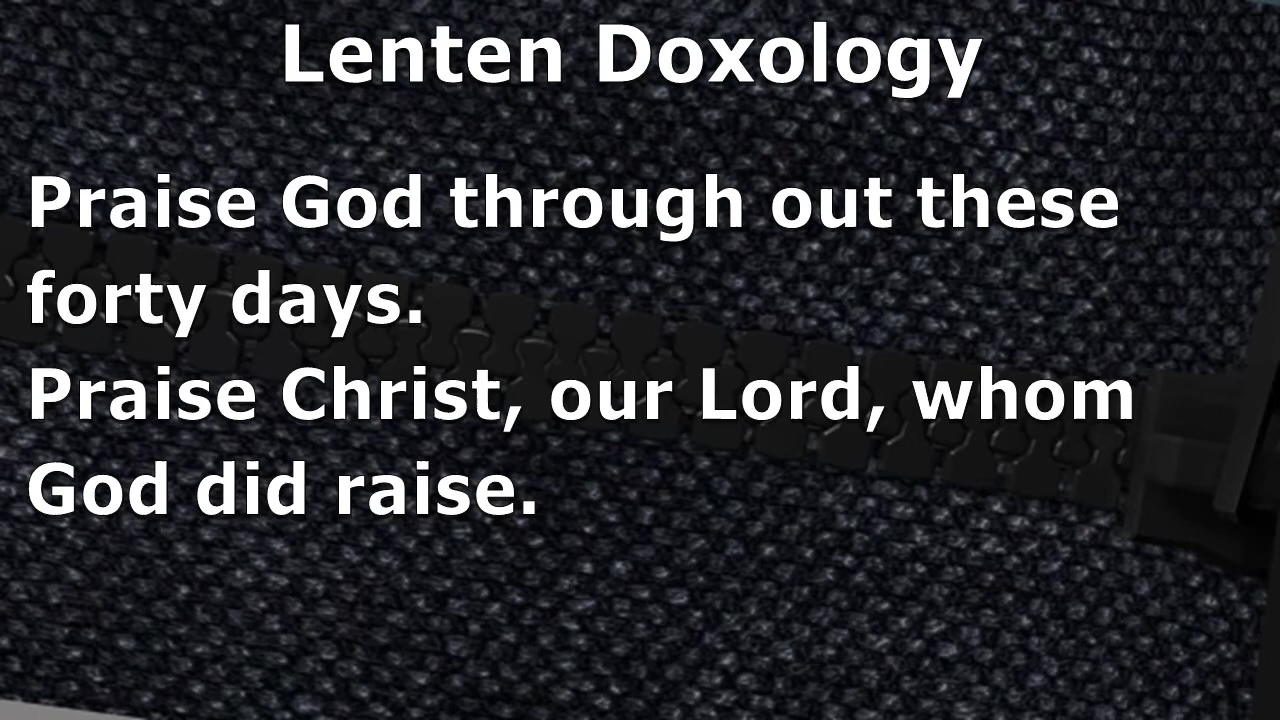 Lenten Doxology
Praise God through out these
forty days.
Praise Christ, our Lord, whom
God did raise.